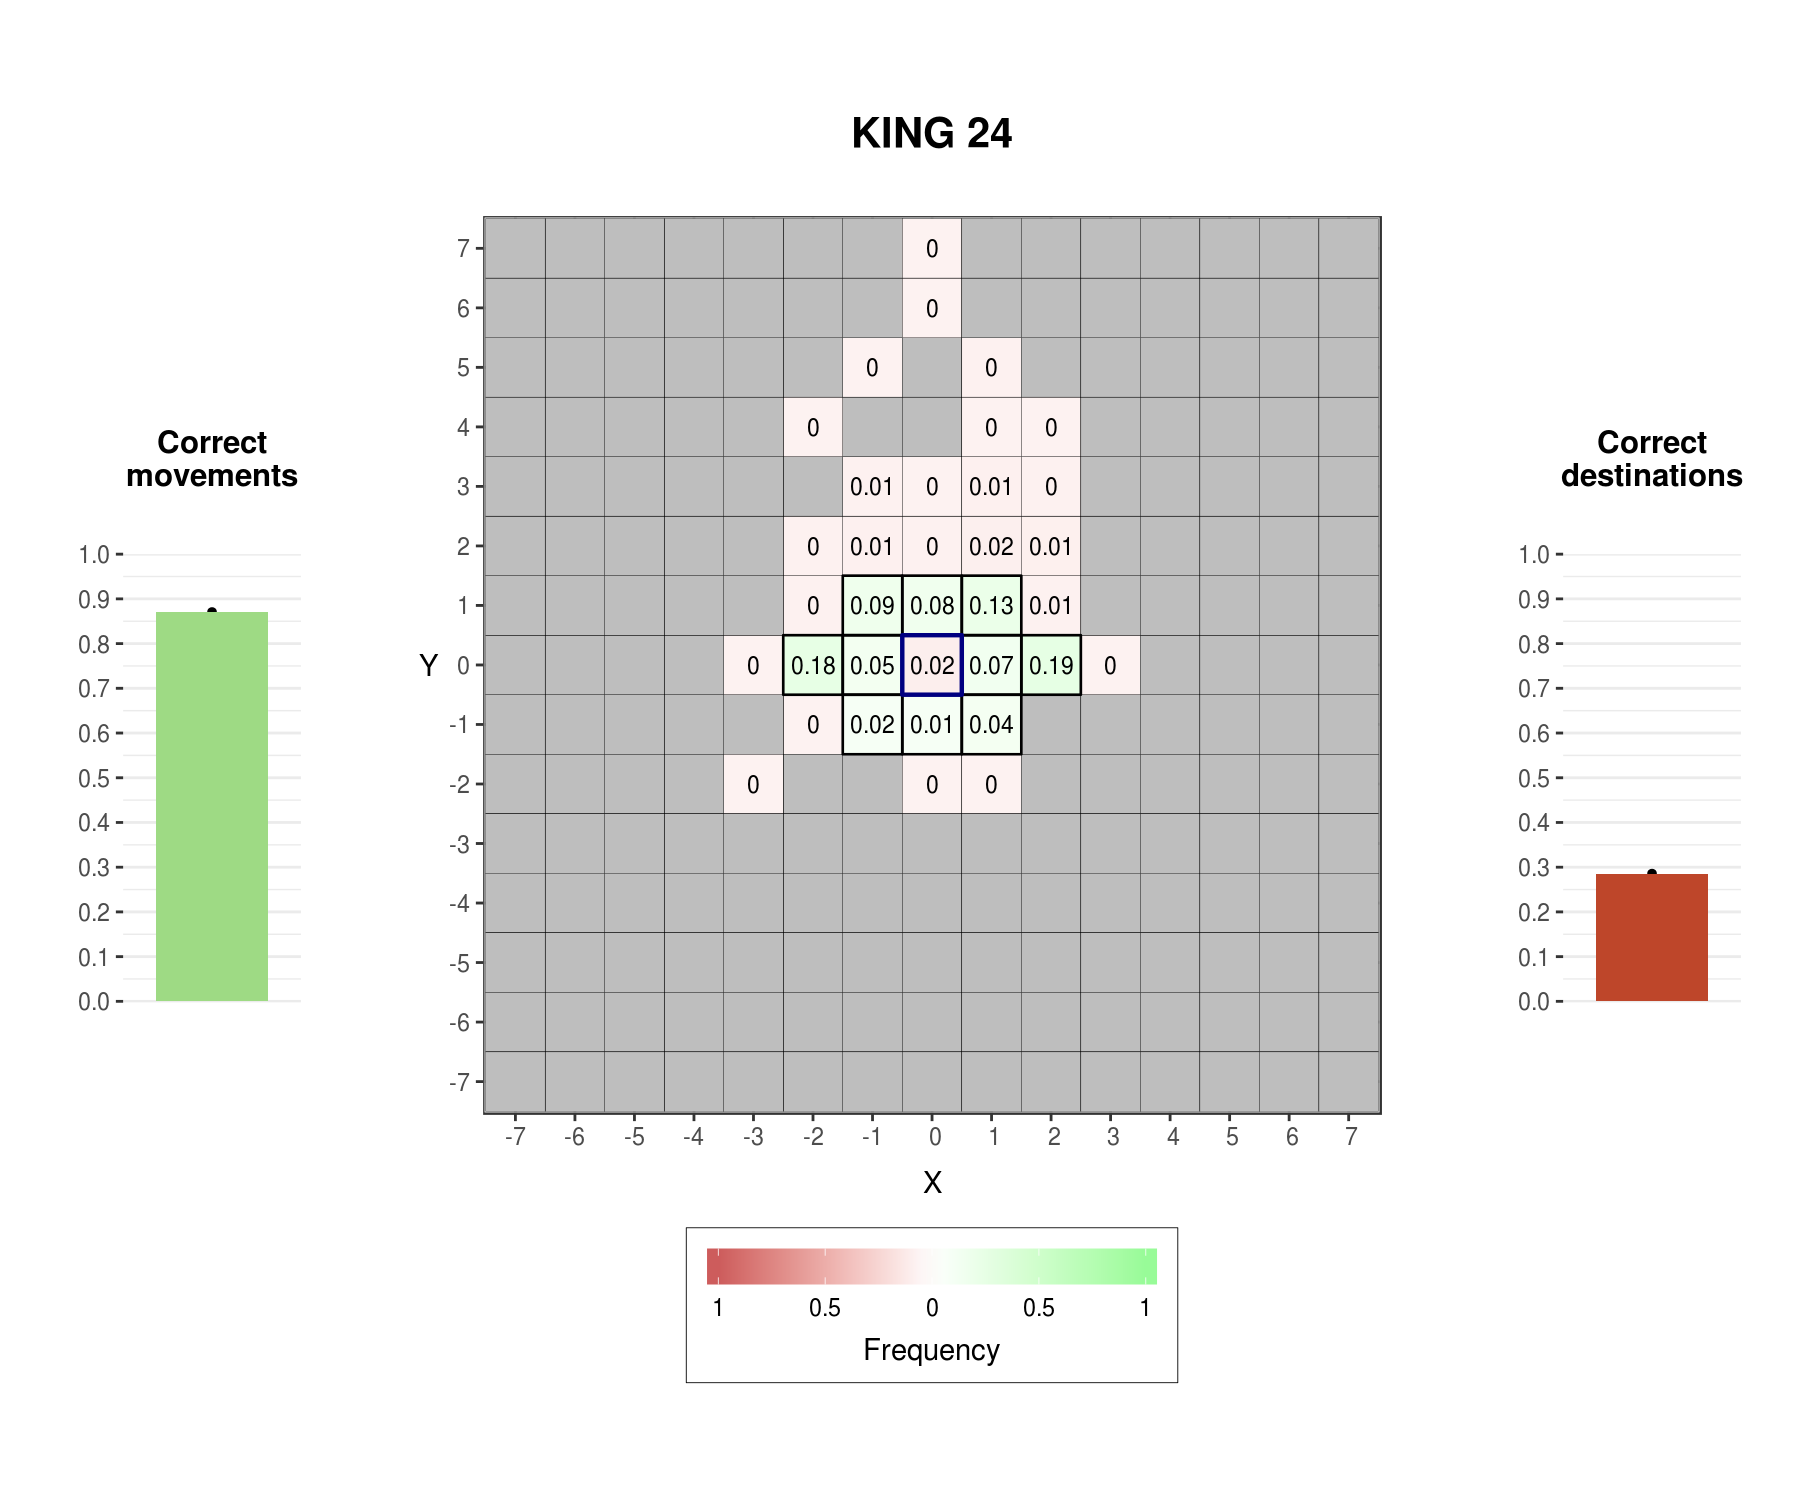 KING 24
Correct
movements
1.0
0.9
0.8
0.7
0.6
0.5
0.4
0.3
0.2
0.1
0.0
Y
7 0
6 0
5 0 0
4 0 0 0
3 0.01 0 0.01 0
2 0 0.01 0 0.02 0.01
1 0 0.09 0.08 0.13 0.01
0 0 0.18 0.05 0.02 0.07 0.19 0
-1 0 0.02 0.01 0.04
-2 0 0 0
-3
-4
-5
-6
-7
-7 -6 -5 -4 -3 -2 -1 0 1 2 3 4 5 6 7
X
1 0.5 0 0.5 1
Frequency
Correct
destinations
1.0
0.9
0.8
0.7
0.6
0.5
0.4
0.3
0.2
0.1
0.0